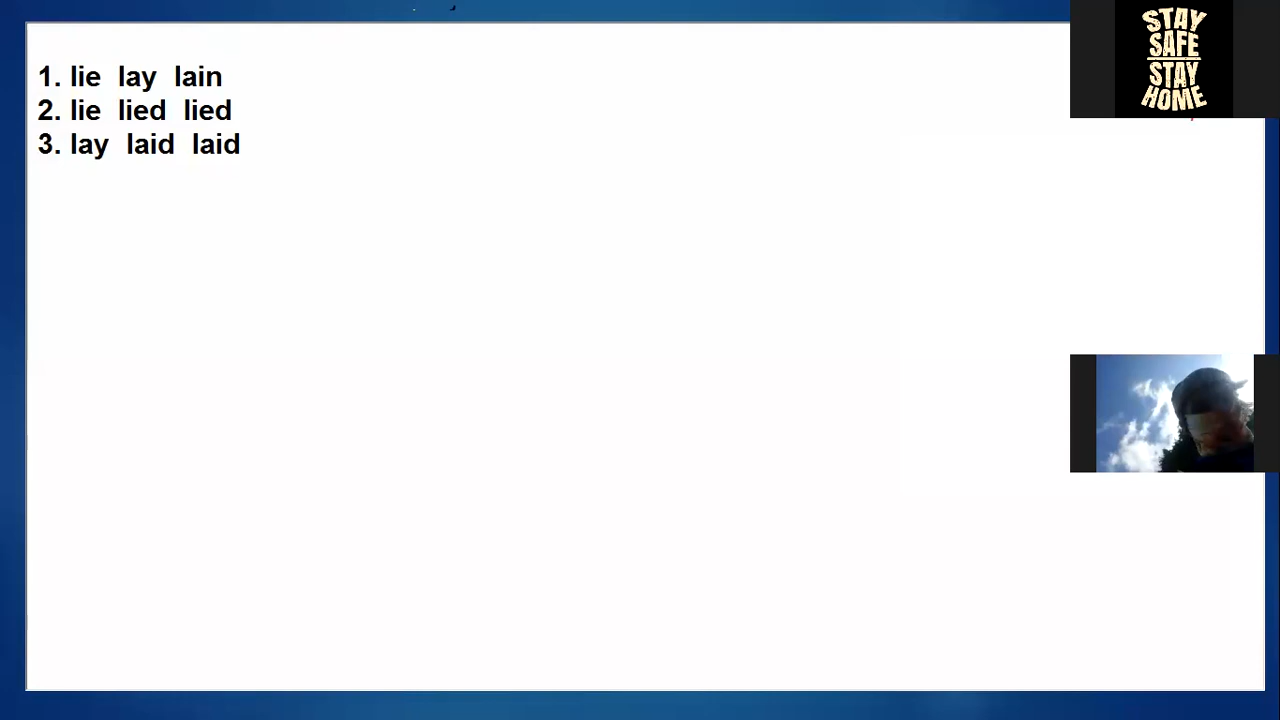 1. lie lay lain
2. lie lied lied
3. lay laid laid
STAY
SAFE
STAY
HOME